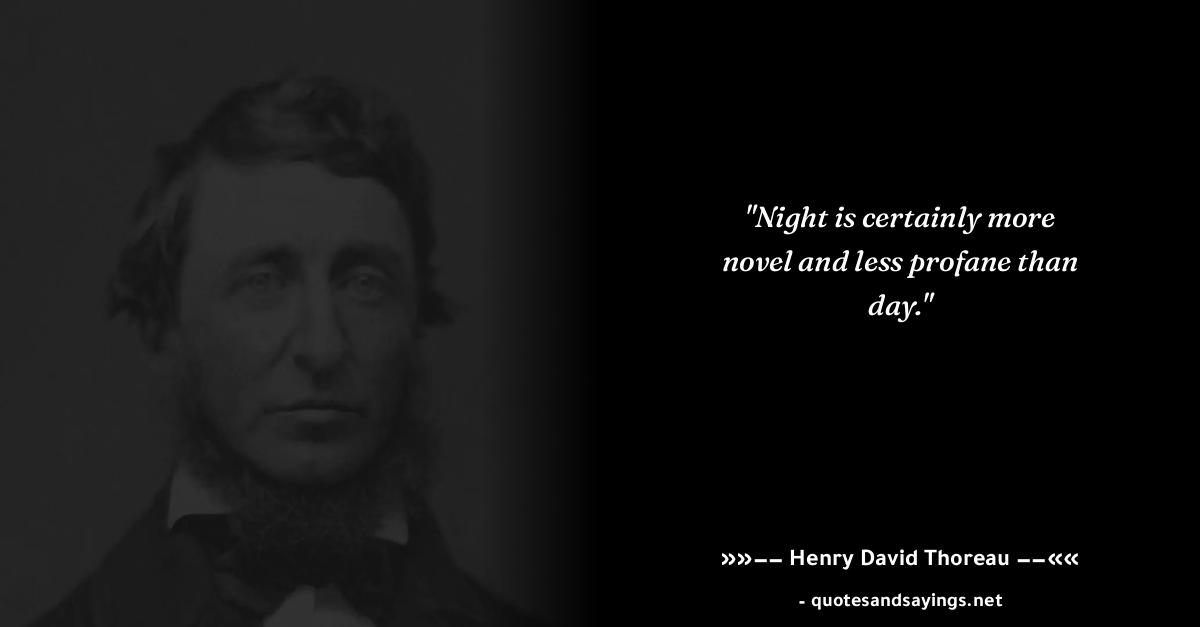 "Night is certainly more
novel and less profane than
day."
»»−− Henry David Thoreau −−««
- quotesandsayings.net